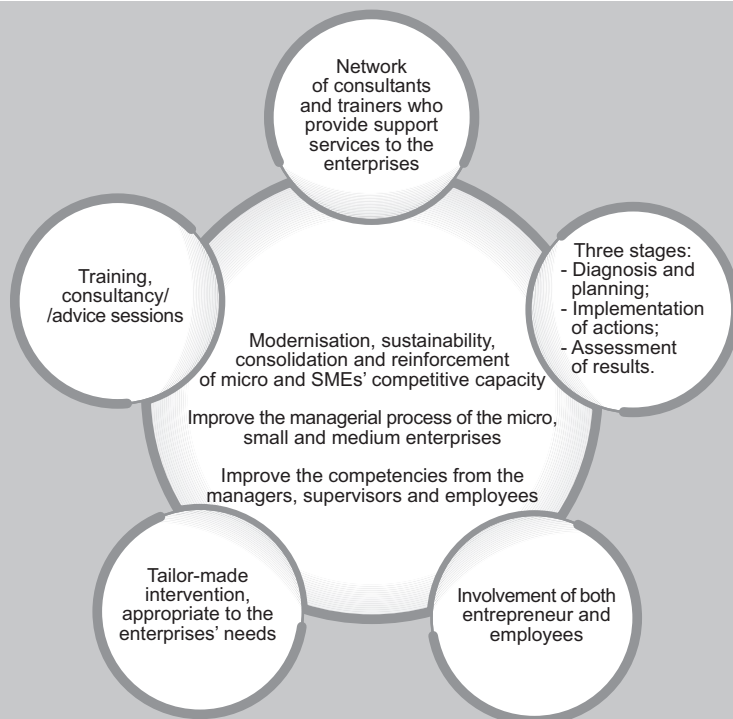 Network
of consultants
and trainers who
provide support
services to the
enterprises
Training,
consultancy/
/advice sessions
Three stages:
- Diagnosis and
planning;
- Implementation
of actions;
- Assessment
of results.
Modernisation, sustainability,
consolidation and reinforcement
of micro and SMEs' competitive capacity
Improve the managerial process of the micro,
small and medium enterprises
Improve the competencies from the
managers, supervisors and employees
Tailor-made
intervention,
appropriate to the
enterprises' needs
Involvement of both
entrepreneur and
employees